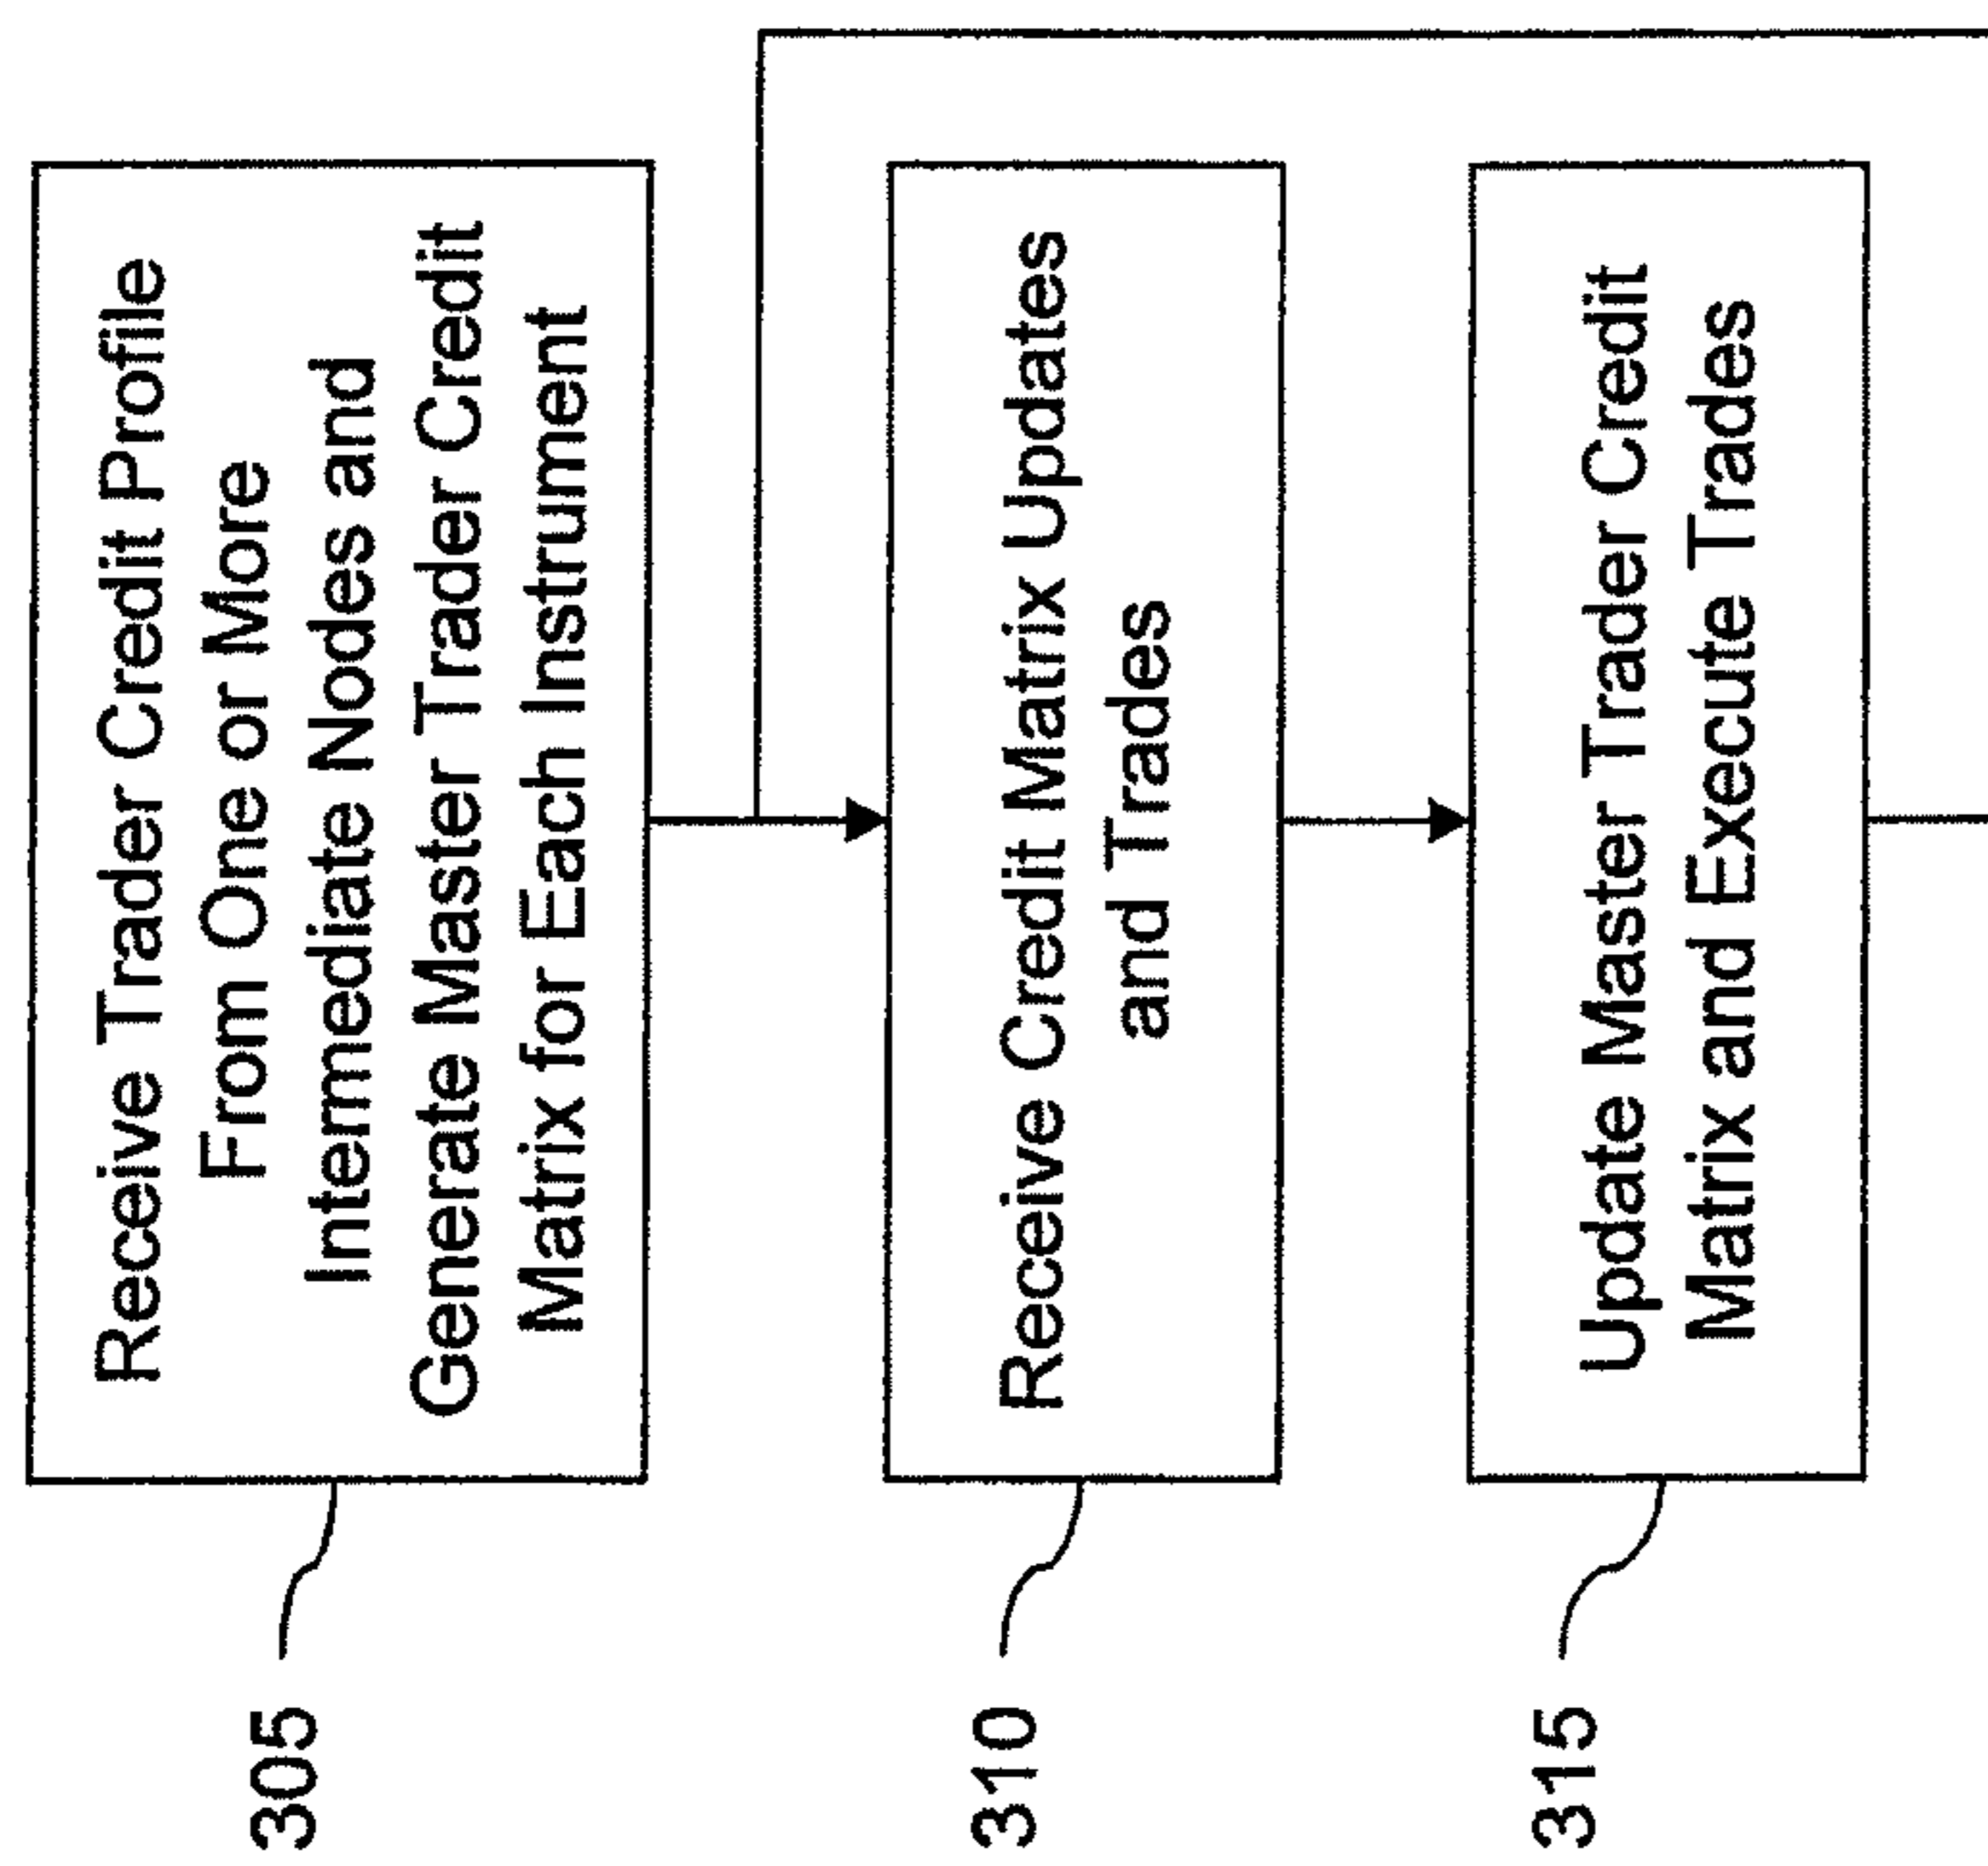 305
Receive Trader Credit Profile
From One or More
Intermediate Nodes and
Generate Master Trader Credit
Matrix for Each Instrument
310
Receive Credit Matrix Updates
and Trades
315
Update Master Trader Credit
Matrix and Execute Trades